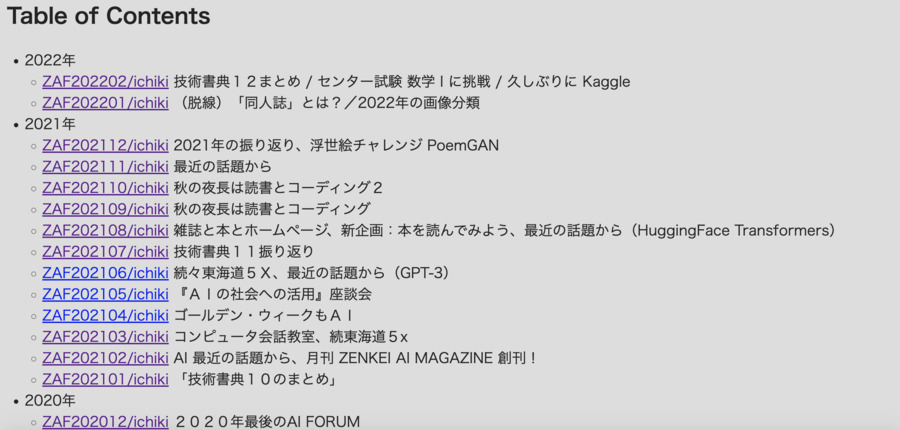 Table of Contents
• 2022年
◦ ZAF202202/ichiki 技術書典１２まとめ / センター試験 数学 I に挑戦 / 久しぶりに Kaggle
◦ ZAF202201/ichiki （脱線）「同人誌」とは？／2022年の画像分類
• 2021年
◦ ZAF202112/ichiki 2021年の振り返り、浮世絵チャレンジ PoemGAN
◦ ZAF202111/ichiki 最近の話題から
◦ ZAF202110/ichiki 秋の夜長は読書とコーディング２
◦ ZAF202109/ichiki 秋の夜長は読書とコーディング
◦ ZAF202108/ichiki 雑誌と本とホームページ、新企画：本を読んでみよう、最近の話題から（HuggingFace Transformers）
◦ ZAF202107/ichiki 技術書典１１振り返り
◦ ZAF202106/ichiki 続々東海道５Ｘ、最近の話題から（GPT-3）
◦ ZAF202105/ichiki 『ＡＩの社会への活用』座談会
◦ ZAF202104/ichiki ゴールデン・ウィークもＡＩ
◦ ZAF202103/ichiki コンピュータ会話教室、続東海道５x
◦ ZAF202102/ichiki AI 最近の話題から、月刊 ZENKEI AI MAGAZINE 創刊！
◦ ZAF202101/ichiki 「技術書典１０のまとめ」
• 2020年
◦ ZAF202012/ichiki ２０２０年最後のAI FORUM